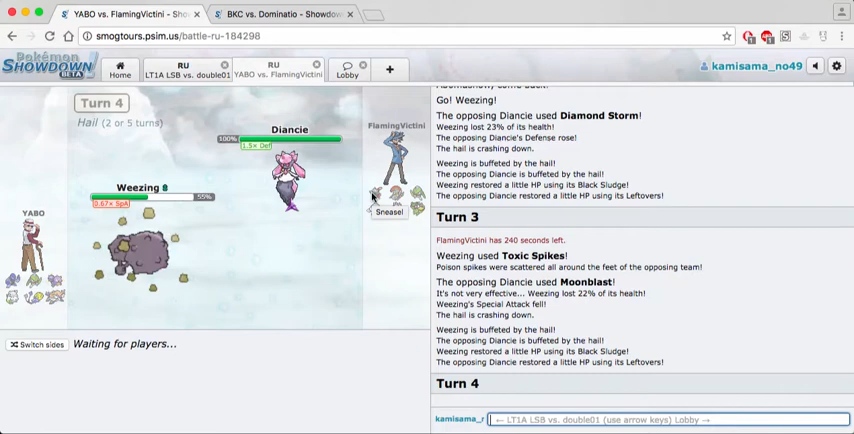 YABO vs. FlamingVictini - Sho
BKC vs. Dominatio - Showdow
smogtours.psim.us/battle-ru-184298
Pokémon
SHOWDOWN
BETA
Home
RU
LT1A LSB vs. double01
RU
YABO vs. FlamingVictini
Lobby
kamisama_no49
Turn 4
Hail (2 or 5 turns)
Diancie
100%
1.5× Def
FlamingVictini
Sneasel
Weezing
55%
0.67× SpA
YABO
Switch sides
Waiting for players...
Go! Weezing!
The opposing Diancie used Diamond Storm!
Weezing lost 23% of its health!
The opposing Diancie's Defense rose!
The hail is crashing down.
Weezing is buffeted by the hail!
The opposing Diancie is buffeted by the hail!
Weezing restored a little HP using its Black Sludge!
The opposing Diancie restored a little HP using its Leftovers!
Turn 3
FlamingVictini has 240 seconds left.
Weezing used Toxic Spikes!
Poison spikes were scattered all around the feet of the opposing team!
The opposing Diancie used Moonblast!
It's not very effective... Weezing lost 22% of its health!
Weezing's Special Attack fell!
The hail is crashing down.
Weezing is buffeted by the hail!
The opposing Diancie is buffeted by the hail!
Weezing restored a little HP using its Black Sludge!
The opposing Diancie restored a little HP using its Leftovers!
Turn 4
kamisama_r
← LT1A LSB vs. double01 (use arrow keys) Lobby →